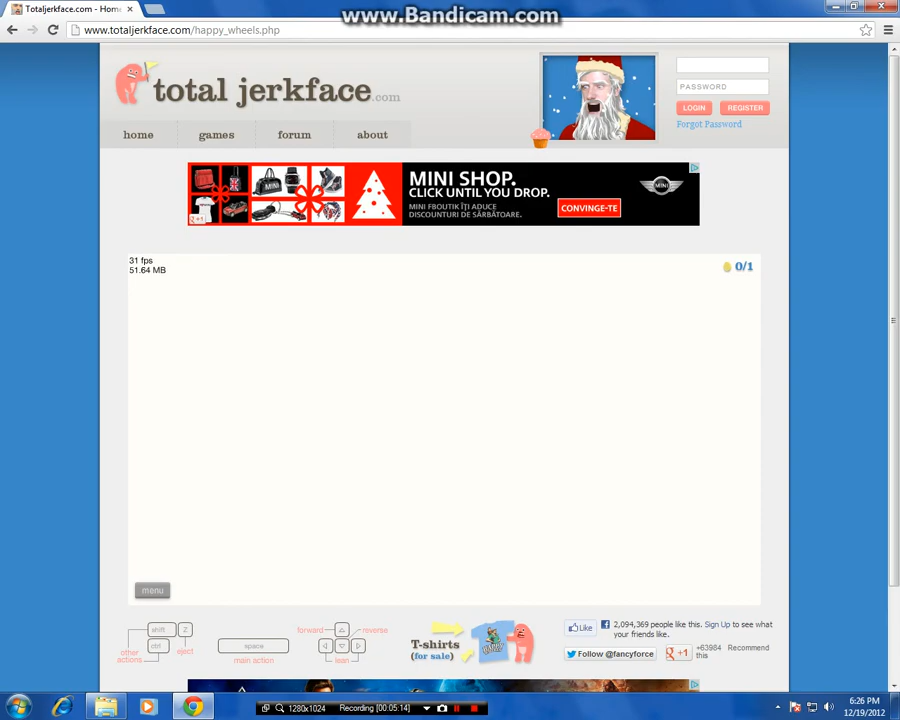 www.Bandicam.com
Totaljerkface.com - Hom
www.totaljerkface.com/happy_wheels.php
total jerkface.com
PASSWORD
LOGIN
REGISTER
Forgot Password
home
games
forum
about
MINI SHOP.
CLICK UNTIL YOU DROP.
MINI FBOUTIK ÎȚI ADUCE
DISCOUNTURI DE SĂRBĂTOARE.
CONVINGE-TE
MINI
+1
31 fps
51.64 MB
0/1
menu
shift
Z
ctrl
other
actions
eject
space
main action
forward
reverse
lean
T-shirts
(for sale)
Like
2,094,369 people like this. Sign Up to see what
your friends like.
Follow @fancyforce
+1
+63984 Recommend
this
1280x1024
Recording [00:05:14]
6:26 PM
12/19/2012